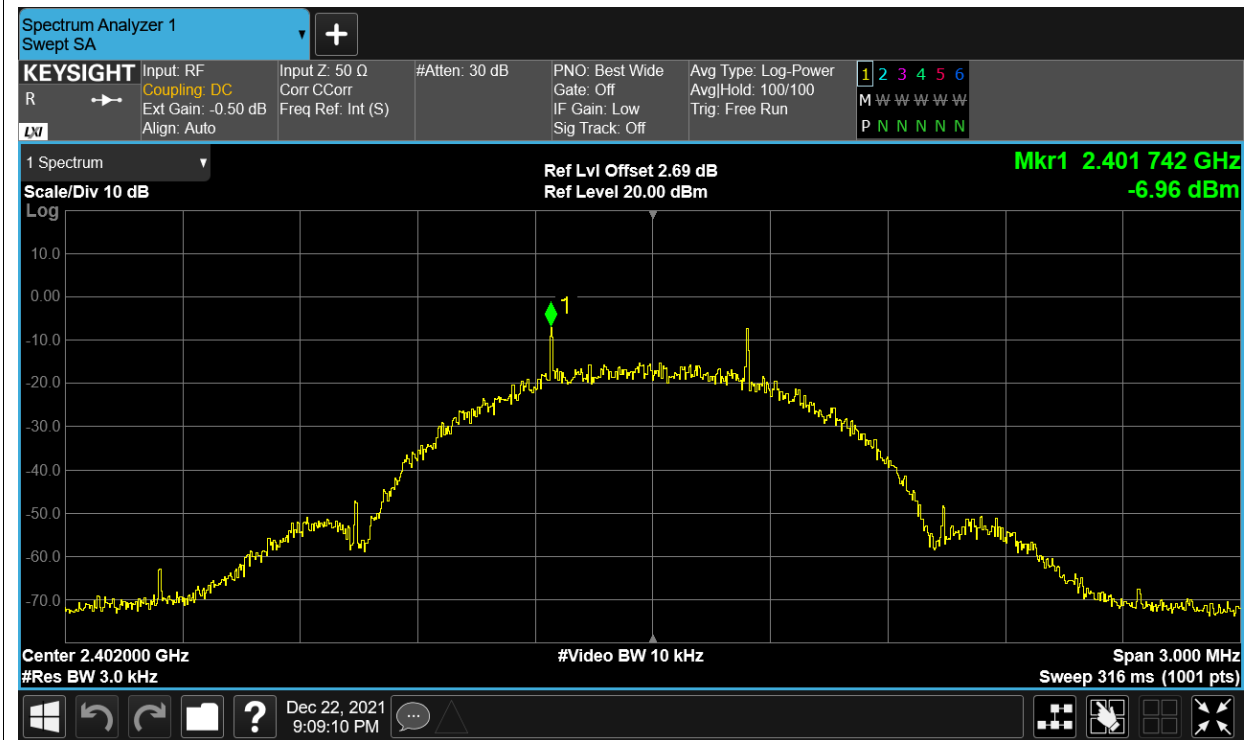 Spectrum Analyzer 1
Swept SA
+
KEYSIGHT
R
LXI
Input: RF
Coupling: DC
Ext Gain: -0.50 dB
Align: Auto
Input Z: 50 Ω
Corr CCorr
Freq Ref: Int (S)
#Atten: 30 dB
PNO: Best Wide
Gate: Off
IF Gain: Low
Sig Track: Off
Avg Type: Log-Power
Avg|Hold: 100/100
Trig: Free Run
1 2 3 4 5 6
M W W W W W
P N N N N N
1 Spectrum
Scale/Div 10 dB
Log
Ref Lvl Offset 2.69 dB
Ref Level 20.00 dBm
Mkr1 2.401 742 GHz
-6.96 dBm
10.0
0.00
-10.0
-20.0
-30.0
-40.0
-50.0
-60.0
-70.0
1
Center 2.402000 GHz
#Res BW 3.0 kHz
#Video BW 10 kHz
Span 3.000 MHz
Sweep 316 ms (1001 pts)
?
Dec 22, 2021
9:09:10 PM